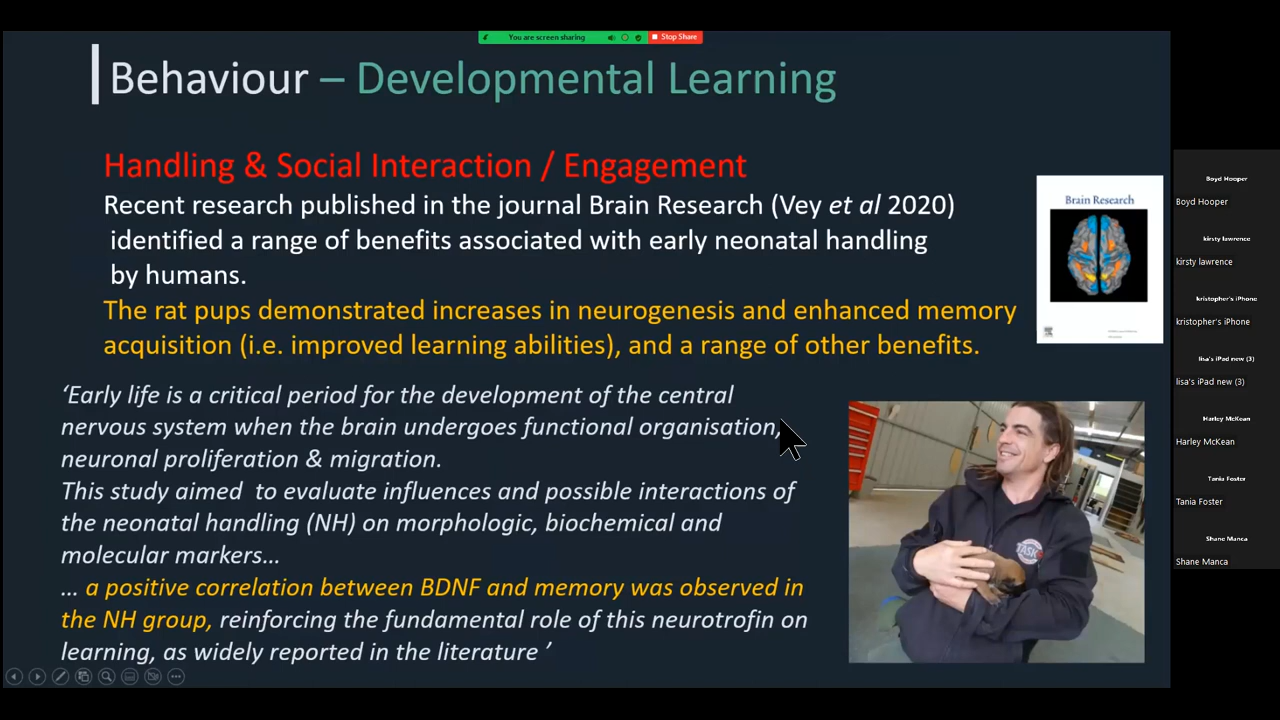 You are screen sharing
Stop Share
Behaviour – Developmental Learning
Handling & Social Interaction / Engagement
Recent research published in the journal Brain Research (Vey et al 2020)
identified a range of benefits associated with early neonatal handling
by humans.
The rat pups demonstrated increases in neurogenesis and enhanced memory
acquisition (i.e. improved learning abilities), and a range of other benefits.
Brain Research
‘Early life is a critical period for the development of the central
nervous system when the brain undergoes functional organisation,
neuronal proliferation & migration.
This study aimed to evaluate influences and possible interactions of
the neonatal handling (NH) on morphologic, biochemical and
molecular markers…
… a positive correlation between BDNF and memory was observed in
the NH group, reinforcing the fundamental role of this neurotrofin on
learning, as widely reported in the literature ’
TASK
Boyd Hooper
Boyd Hooper
kirsty lawrence
kirsty lawrence
kristopher's iPhone
kristopher's iPhone
lisa's iPad new (3)
lisa's iPad new (3)
Harley McKean
Harley McKean
Tania Foster
Tania Foster
Shane Manca
Shane Manca